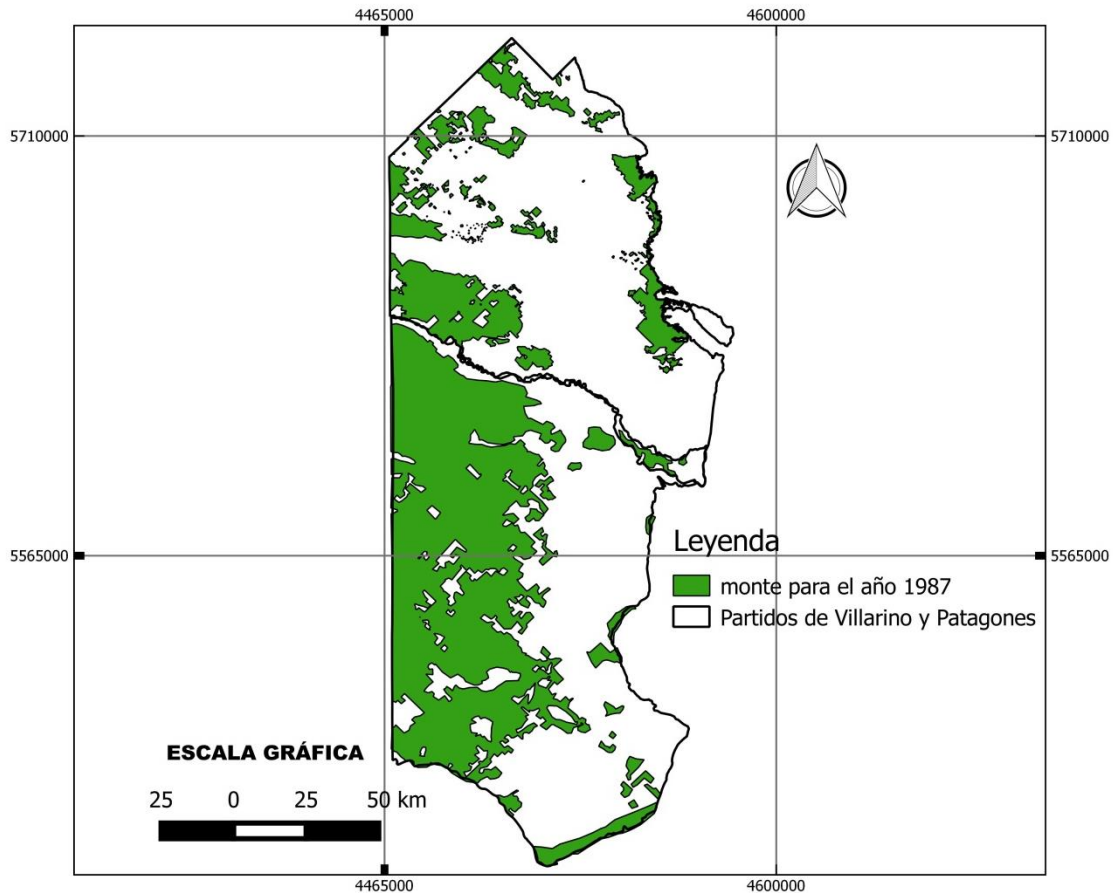 4465000 4600000
5710000 5710000
5565000 5565000
Leyenda
monte para el año 1987
Partidos de Villarino y Patagones
ESCALA GRÁFICA
25 0 25 50 km
4465000 4600000